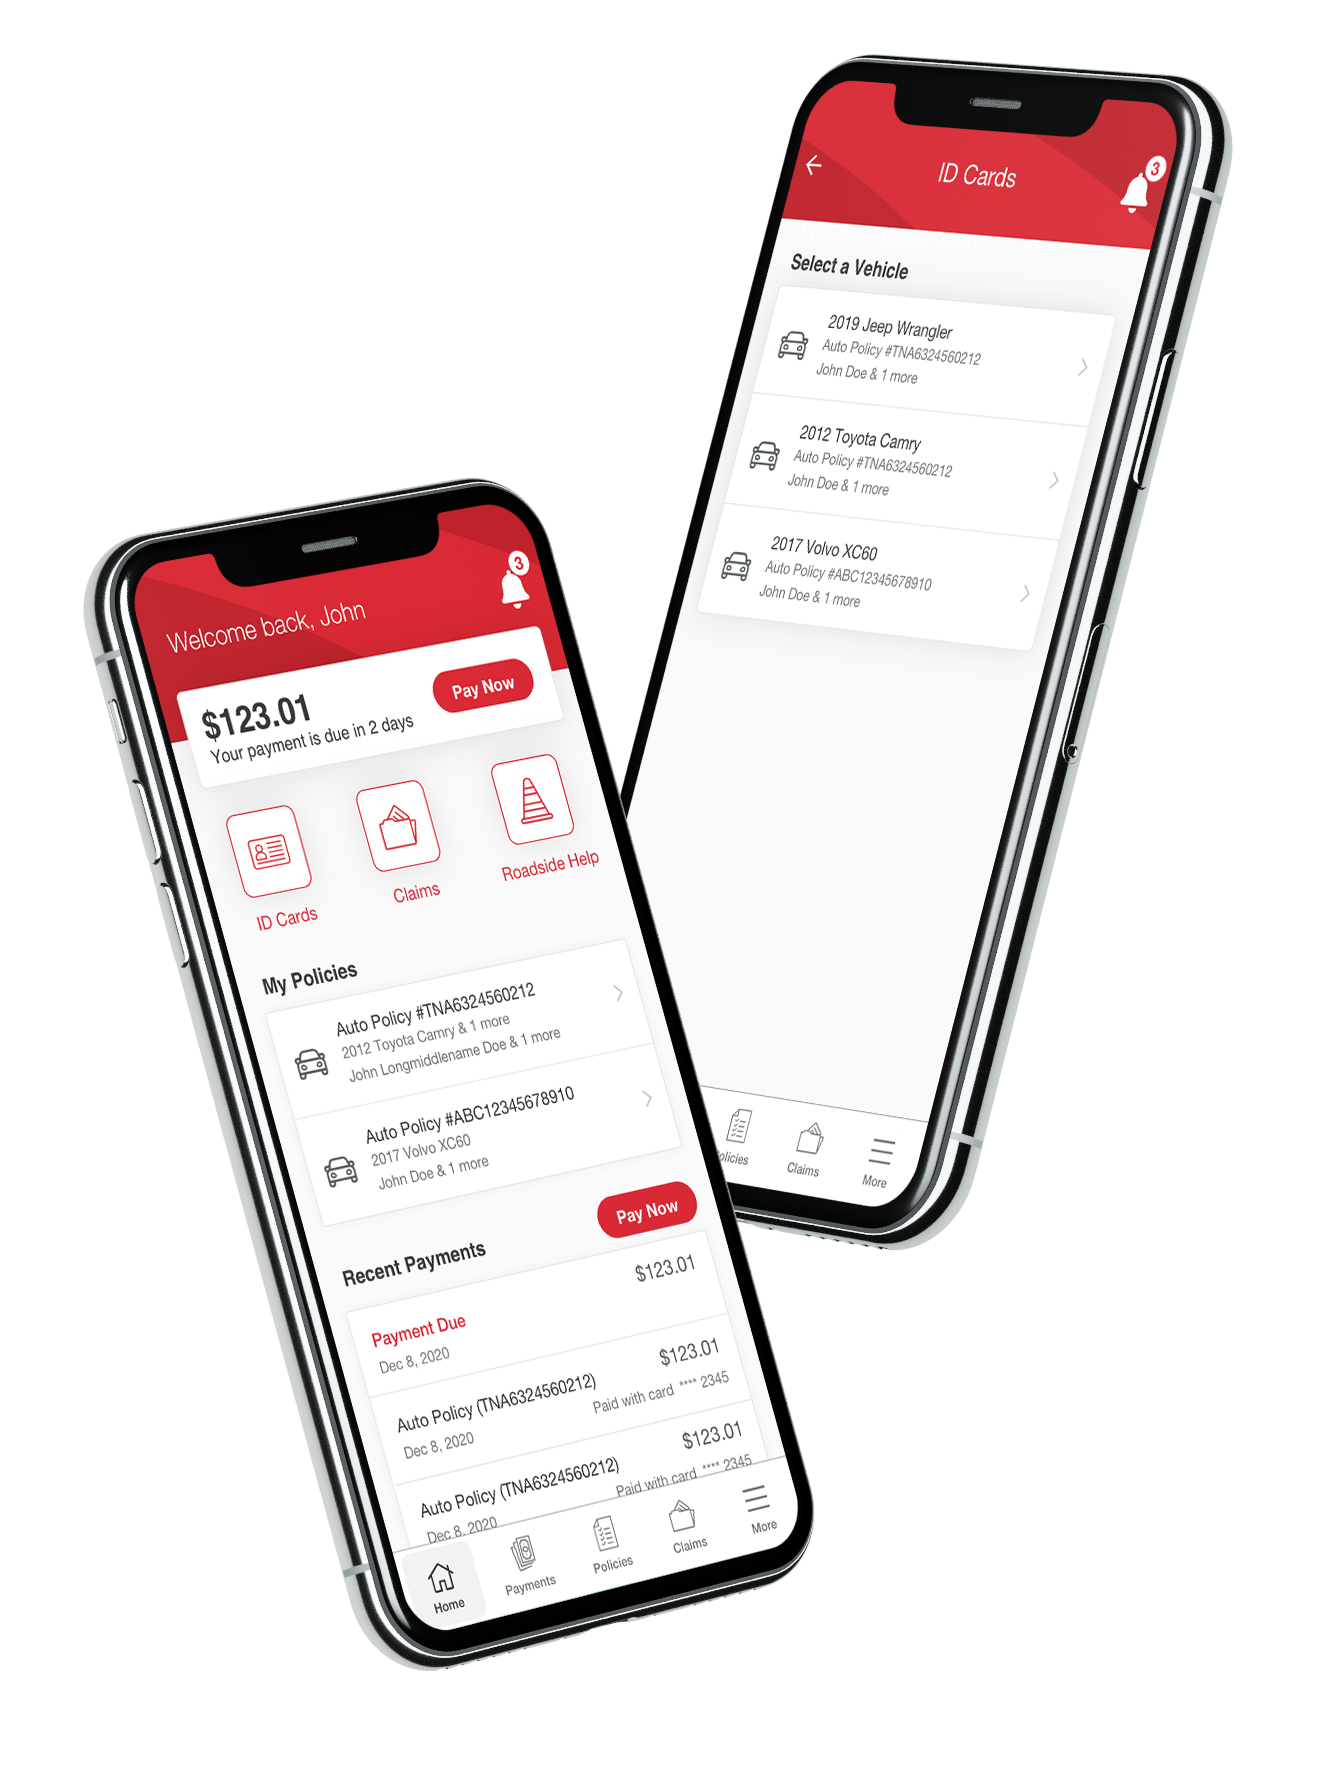 Welcome back, John
3
$123.01
Your payment is due in 2 days
Pay Now
ID Cards
Claims
Roadside Help
My Policies
Auto Policy #TNA6324560212
2012 Toyota Camry & 1 more
John Longmiddlename Doe & 1 more
Auto Policy #ABC12345678910
2017 Volvo XC60
John Doe & 1 more
Recent Payments
Pay Now
Payment Due
$123.01
Dec 8, 2020
Auto Policy (TNA6324560212)
$123.01
Dec 8, 2020
Paid with card **** 2345
Auto Policy (TNA6324560212)
$123.01
Dec 8, 2020
Paid with card **** 2345
Home
Payments
Policies
Claims
More
ID Cards
3
Welcome back, John
Select a Vehicle
2019 Jeep Wrangler
Auto Policy #TNA6324560212
John Doe & 1 more
2012 Toyota Camry
Auto Policy #TNA6324560212
John Doe & 1 more
2017 Volvo XC60
Auto Policy #ABC12345678910
John Doe & 1 more
olicies
Claims
More